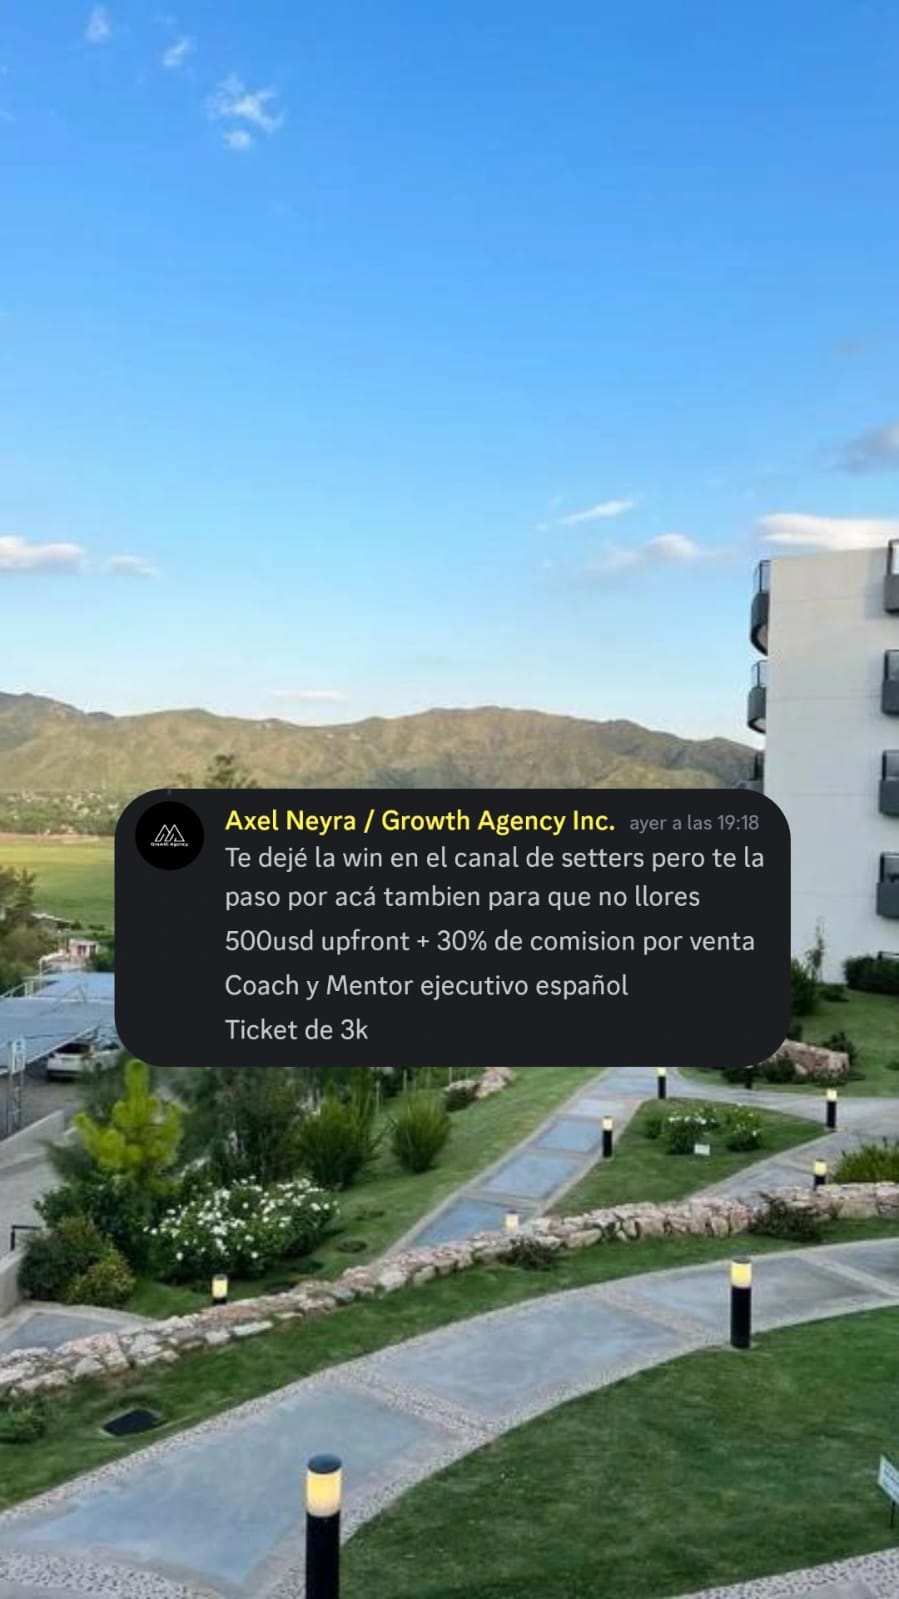 Axel Neyra / Growth Agency Inc. ayer a las 19:18
Te dejé la win en el canal de setters pero te la
paso por acá tambien para que no llores
500usd upfront + 30% de comision por venta
Coach y Mentor ejecutivo español
Ticket de 3k
Growth Agency